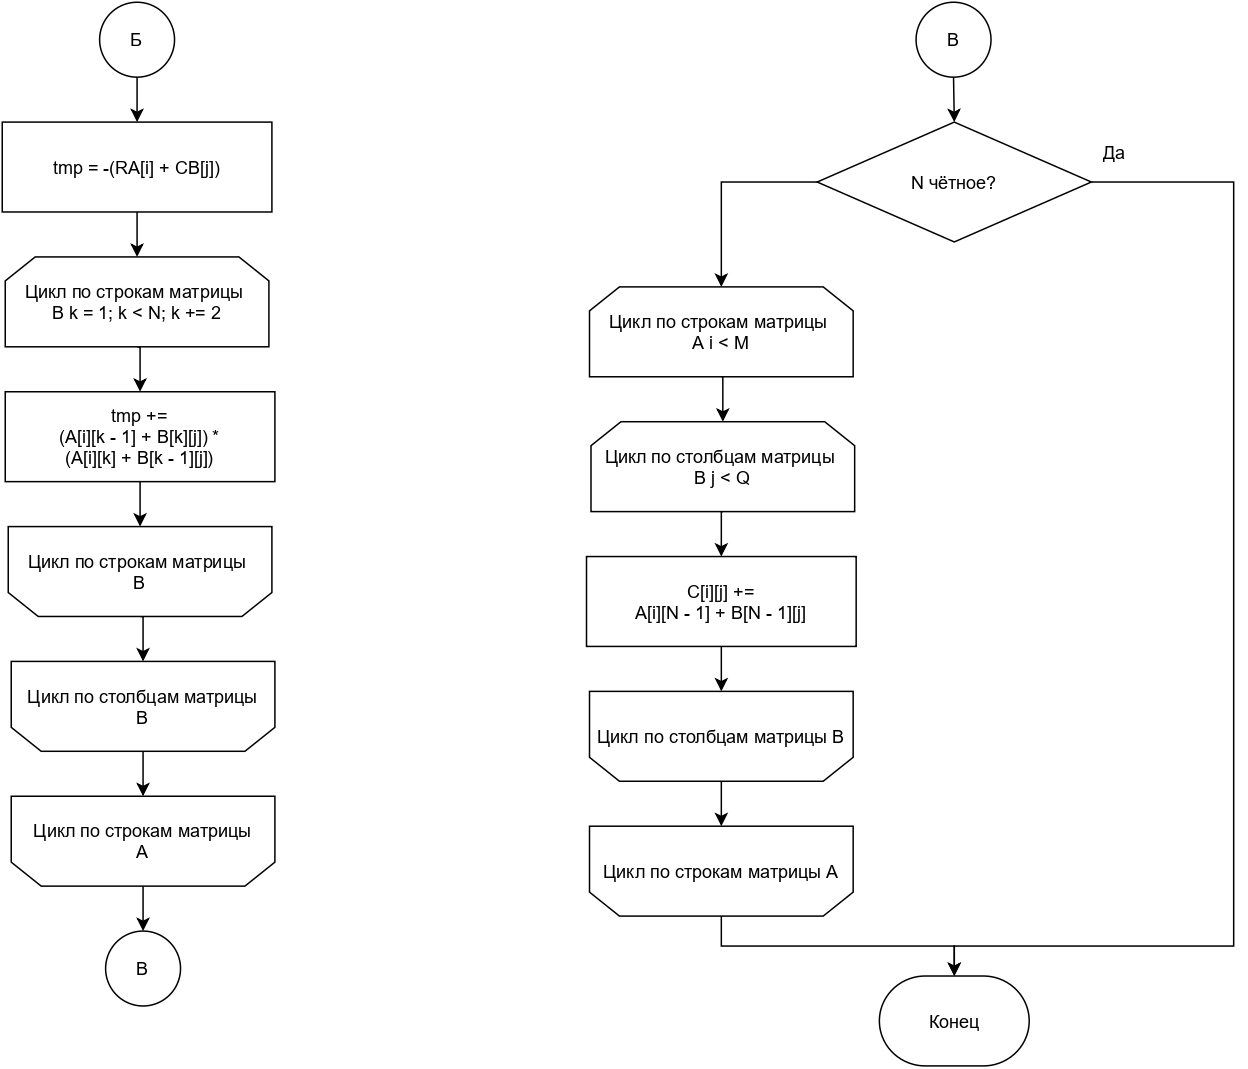 Б
tmp = -(RA[i] + CB[j])
Цикл по строкам матрицы
B k = 1; k < N; k += 2
tmp +=
(A[i][k - 1] + B[k][j]) *
(A[i][k] + B[k - 1][j])
Цикл по строкам матрицы
B
Цикл по столбцам матрицы
B
Цикл по строкам матрицы
A
В
В
N чётное?
Да
Цикл по строкам матрицы
A i < M
Цикл по столбцам матрицы
B j < Q
C[i][j] +=
A[i][N - 1] + B[N - 1][j]
Цикл по столбцам матрицы B
Цикл по строкам матрицы A
Конец